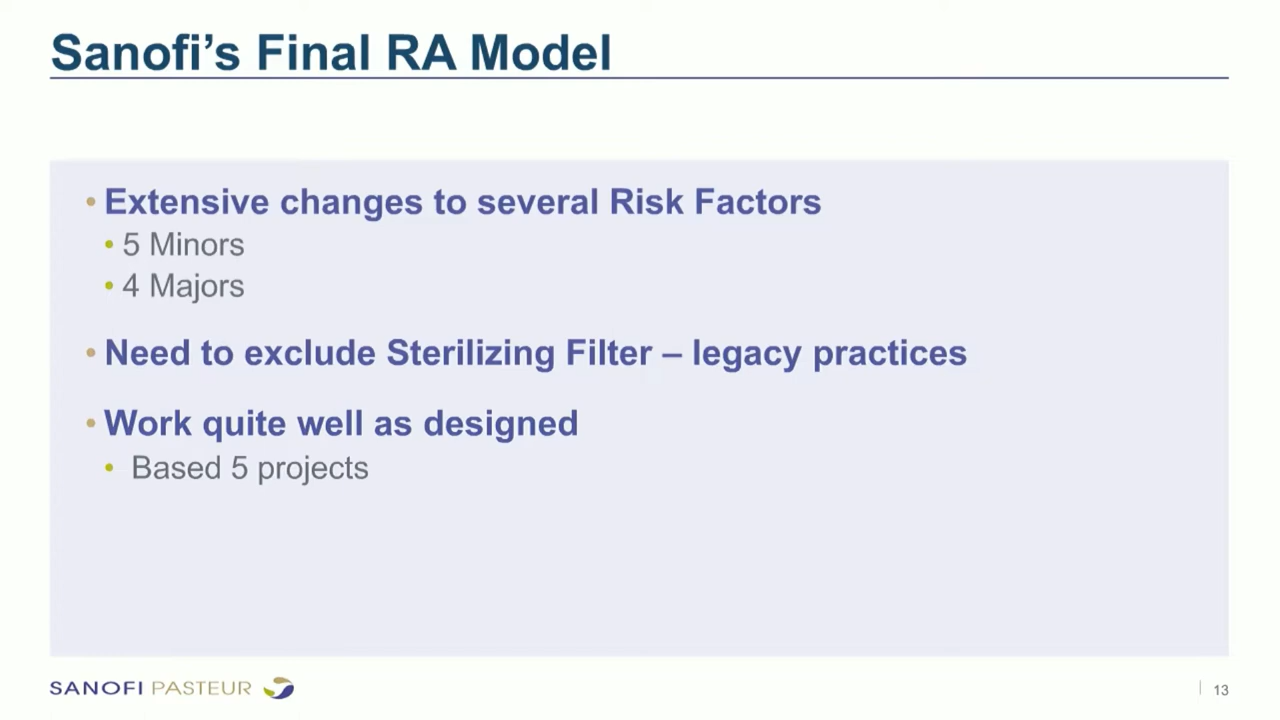 Sanofi’s Final RA Model
• Extensive changes to several Risk Factors
• 5 Minors
• 4 Majors
• Need to exclude Sterilizing Filter – legacy practices
• Work quite well as designed
• Based 5 projects
SANOFI PASTEUR
13